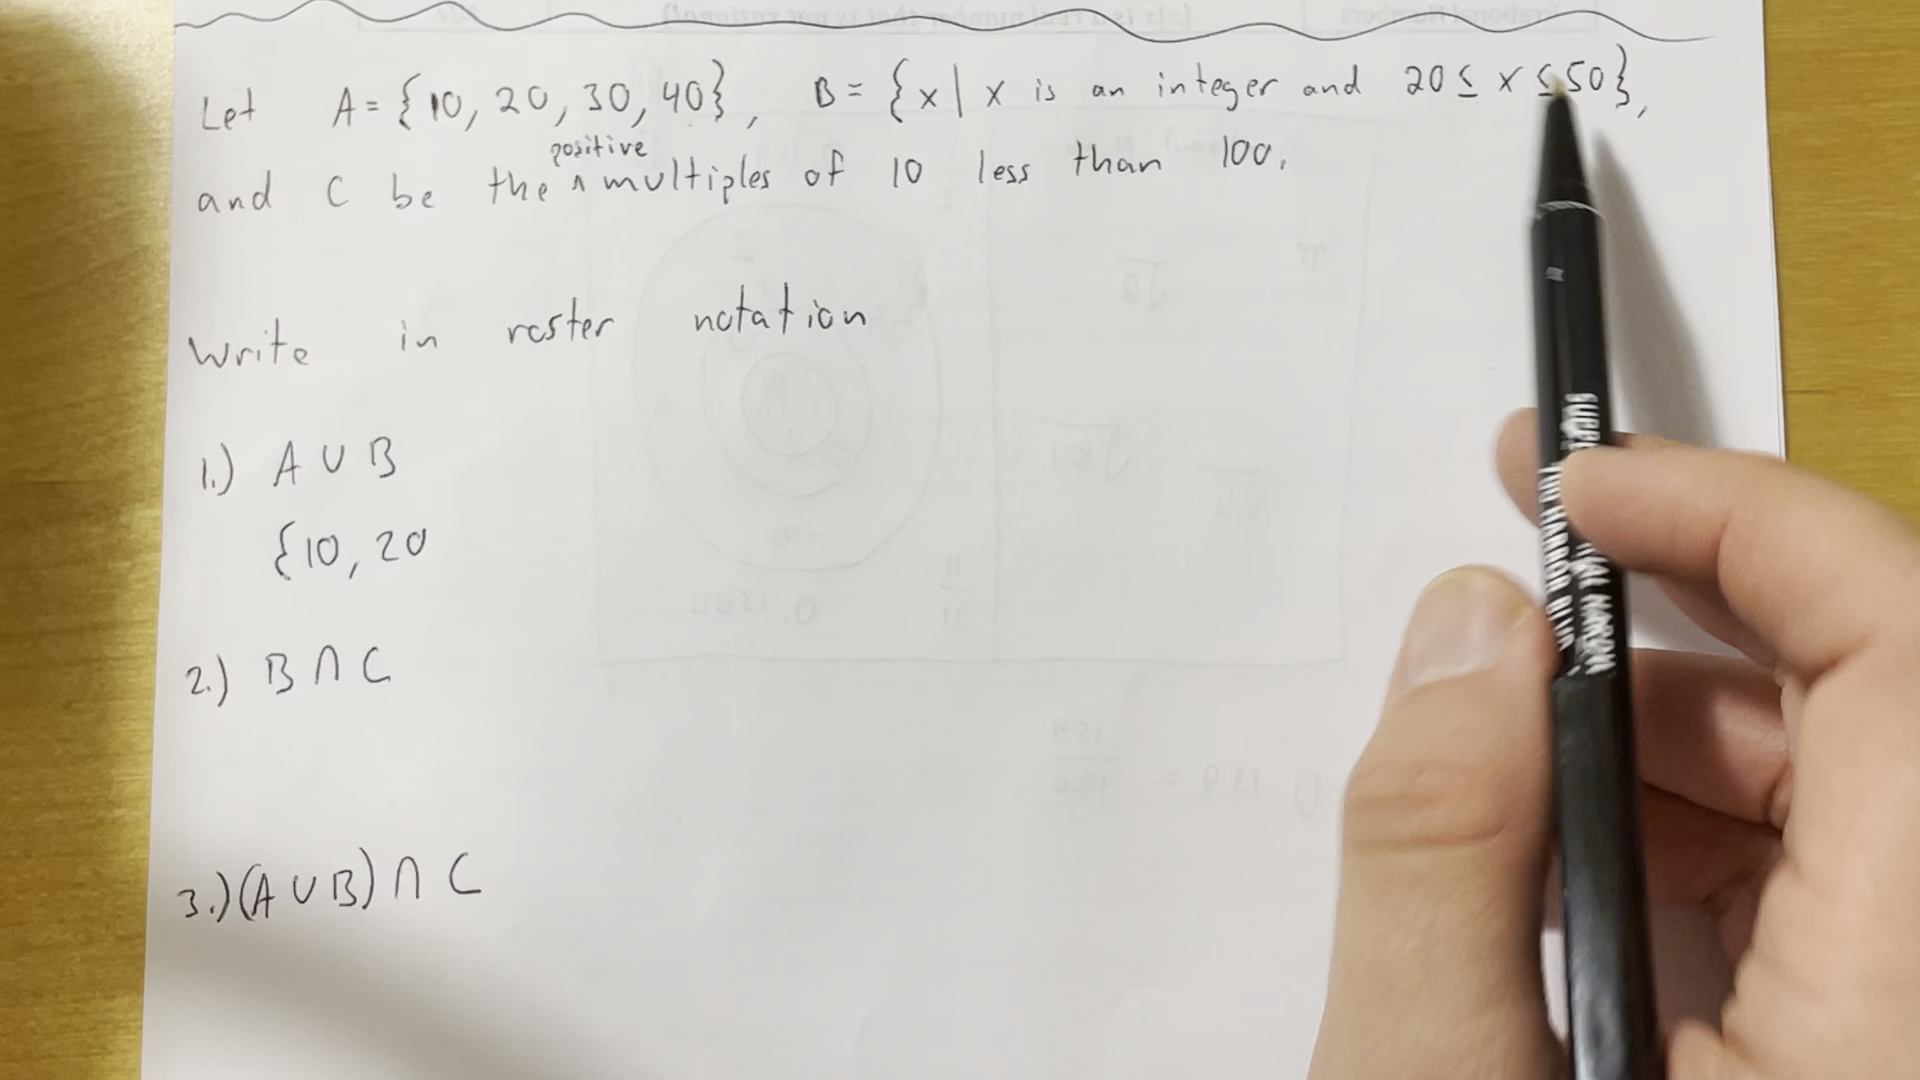 Let A = {10, 20, 30, 40}, B = {x | x is an integer and 20 ≤ x ≤ 50},
positive
and C be the ^ multiples of 10 less than 100.
Write in roster notation
1.) A ∪ B
{10, 20
2.) B ∩ C
3.) (A ∪ B) ∩ C